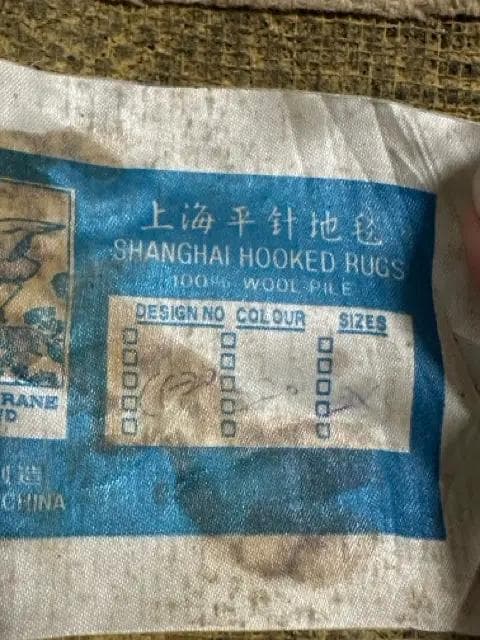 上海平针地毯
SHANGHAI HOOKED RUGS
100% WOOL PILE
DESIGN NO COLOUR SIZES
RANE
ND
制造
CHINA